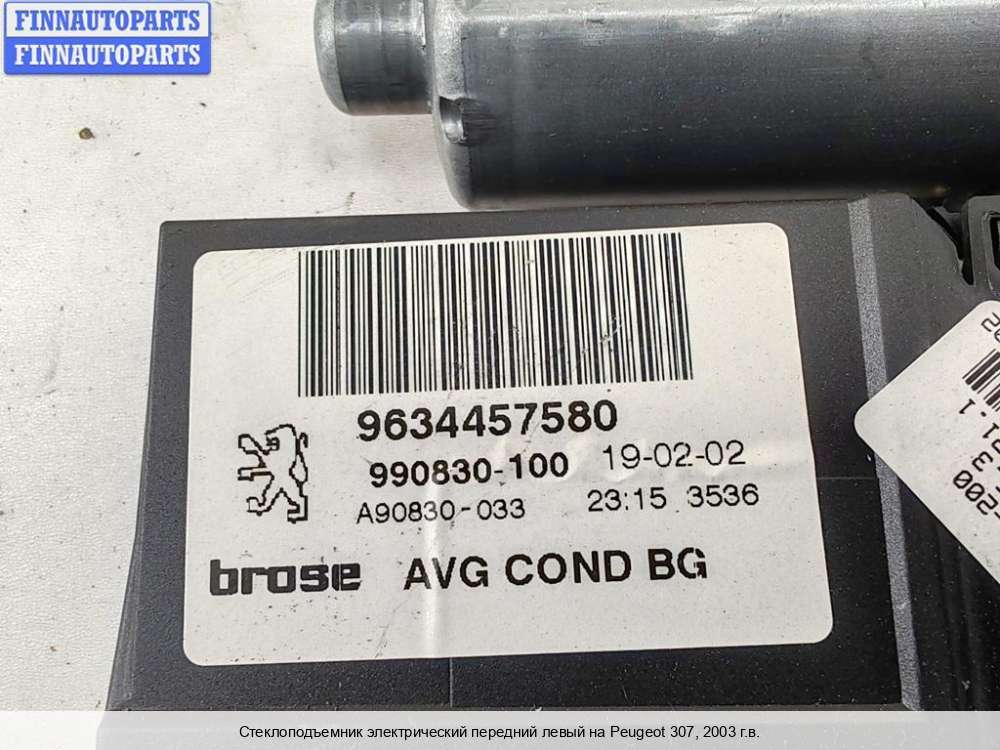 FINNAUTOPARTS
FINNAUTOPARTS
9634457580
990830-100 19-02-02
A90830-033 23:15 3536
brose AVG COND BG
Стеклоподъемник электрический передний левый на Peugeot 307, 2003 г.в.